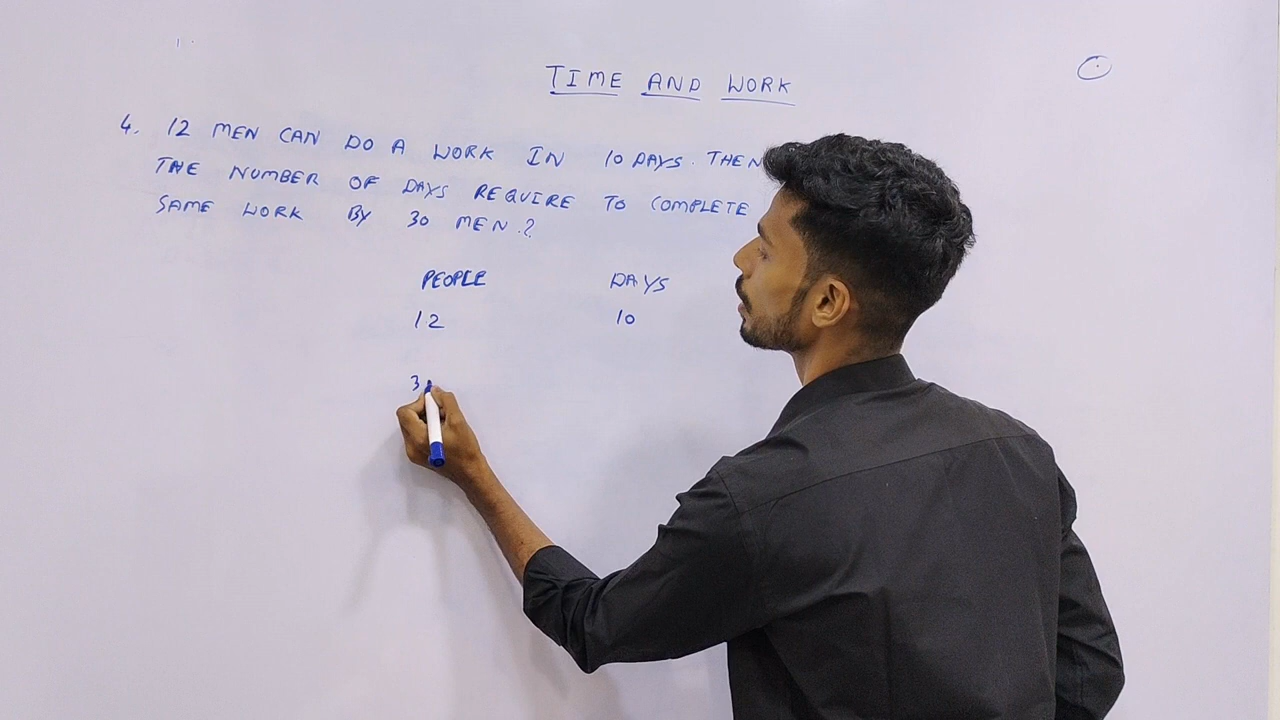 TIME AND WORK
4. 12 MEN CAN DO A WORK IN 10 DAYS. THEN
THE NUMBER OF DAYS REQUIRE TO COMPLETE
SAME WORK BY 30 MEN.?
PEOPLE DAYS
12 10
3